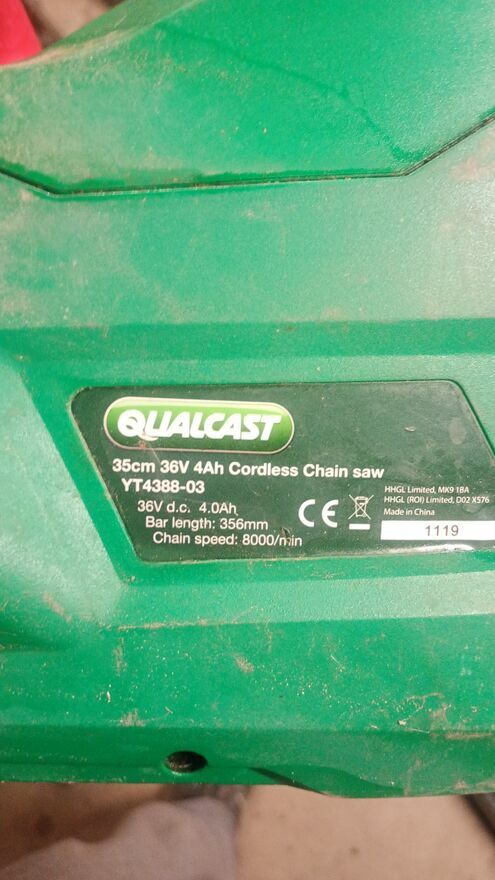 QUALCAST
35cm 36V 4Ah Cordless Chain saw
YT4388-03
36V d.c. 4.0Ah
Bar length: 356mm
Chain speed: 8000/min
CE
HHGL Limited, MK9 1BA
HHGL (ROI) Limited, D02 X576
Made in China
1119